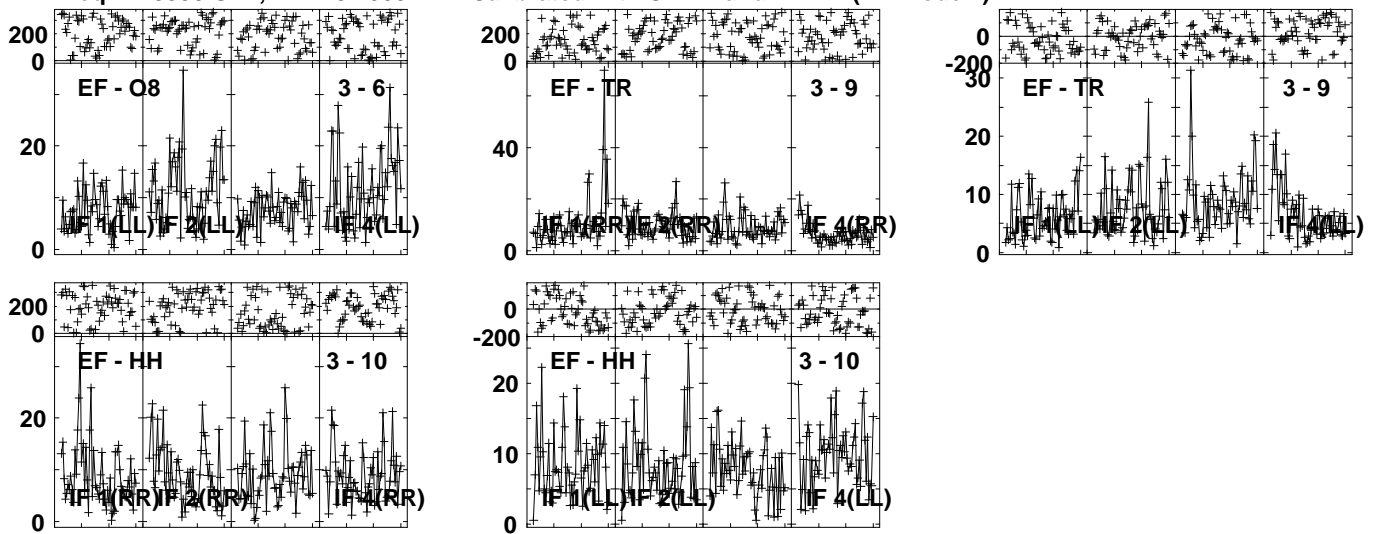 200
0
EF - O8
3 - 6
20
0
IF 1(LL)
IF 2(LL)
IF 4(LL)
200
0
EF - TR
3 - 9
40
0
IF 1(RR)
IF 2(RR)
IF 4(RR)
0
-200
30
EF - TR
3 - 9
20
10
0
IF 1(LL)
IF 2(LL)
IF 4(LL)
200
0
EF - HH
3 - 10
20
0
IF 1(RR)
IF 2(RR)
IF 4(RR)
0
-200
EF - HH
3 - 10
20
10
0
IF 1(LL)
IF 2(LL)
IF 4(LL)